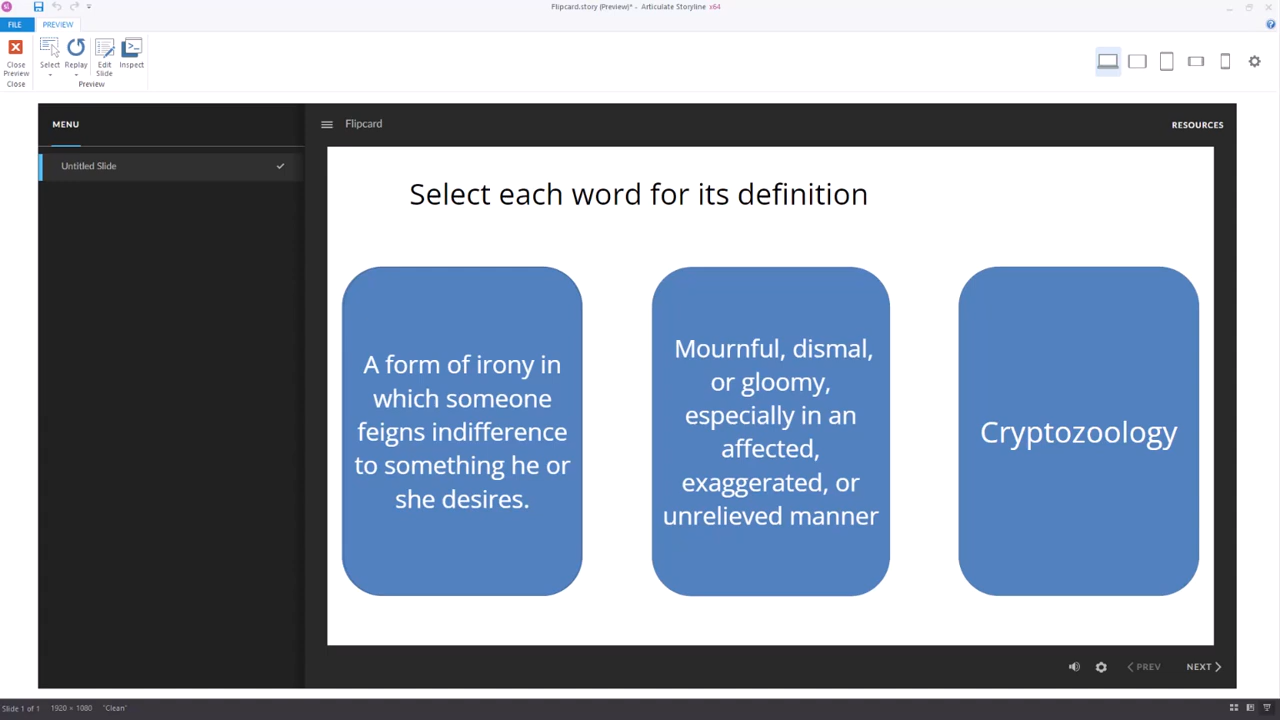 Flipcard.story (Preview)* - Articulate Storyline x64
FILE
PREVIEW
Close Preview
Select
Replay
Edit Slide
Inspect
Close
Preview
MENU
Flipcard
RESOURCES
Untitled Slide
Select each word for its definition
A form of irony in
which someone
feigns indifference
to something he or
she desires.
Mournful, dismal,
or gloomy,
especially in an
affected,
exaggerated, or
unrelieved manner
Cryptozoology
PREV
NEXT
Slide 1 of 1
1920 × 1080
"Clean"